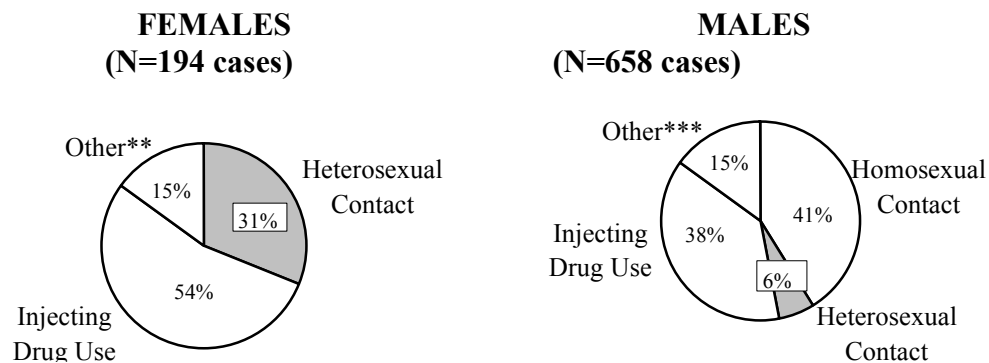 FEMALES
(N=194 cases)
Other**
15%
Heterosexual
Contact
31%
54%
Injecting
Drug Use
MALES
(N=658 cases)
Other***
15%
Homosexual
Contact
41%
Injecting
Drug Use
38%
6%
Heterosexual
Contact